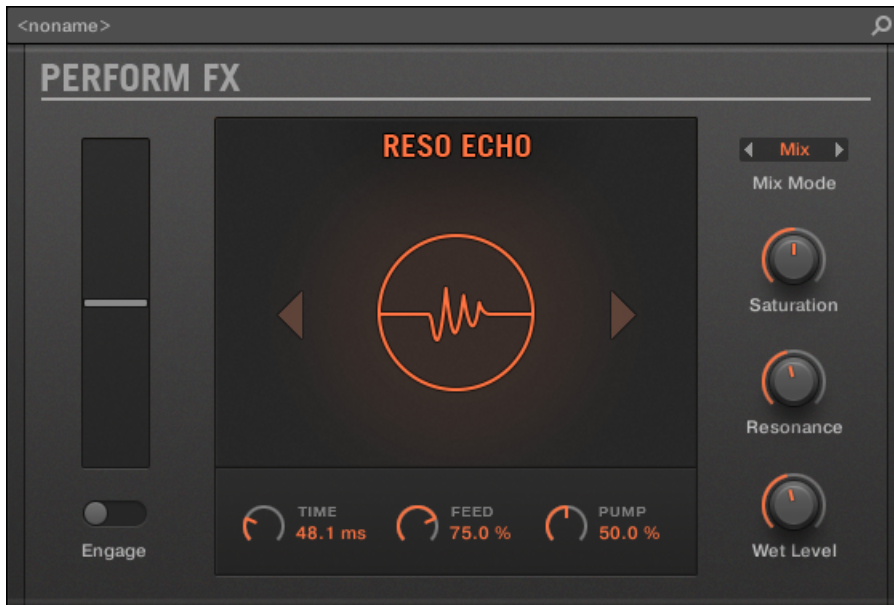 <noname>
PERFORM FX
RESO ECHO
Mix
Mix Mode
Saturation
Resonance
Wet Level
Engage
TIME
48.1 ms
FEED
75.0 %
PUMP
50.0 %